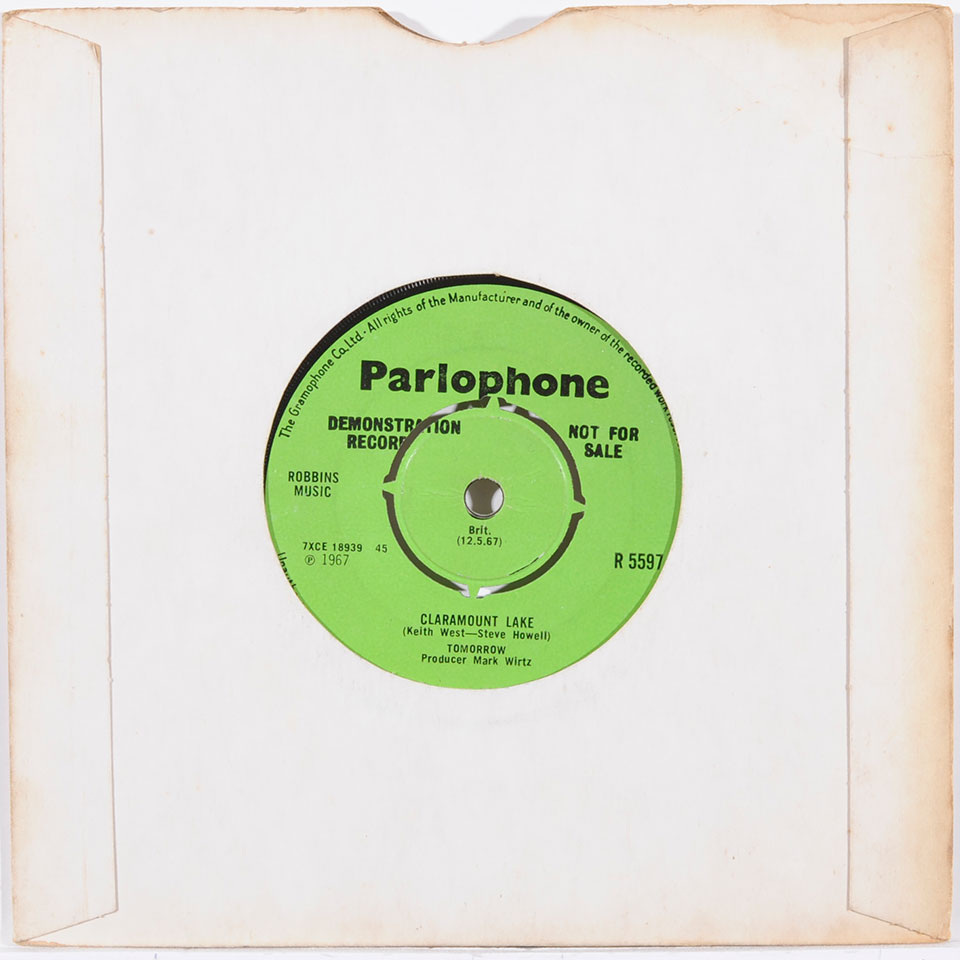 The Gramophone Co. Ltd. · All rights of the Manufacturer and of the owner of the recorded work
Parlophone
DEMONSTRATION
RECORD
NOT FOR
SALE
ROBBINS
MUSIC
Brit.
(12.5.67)
7XCE 18939 45
℗ 1967
R 5597
CLARAMOUNT LAKE
(Keith West—Steve Howell)
TOMORROW
Producer Mark Wirtz